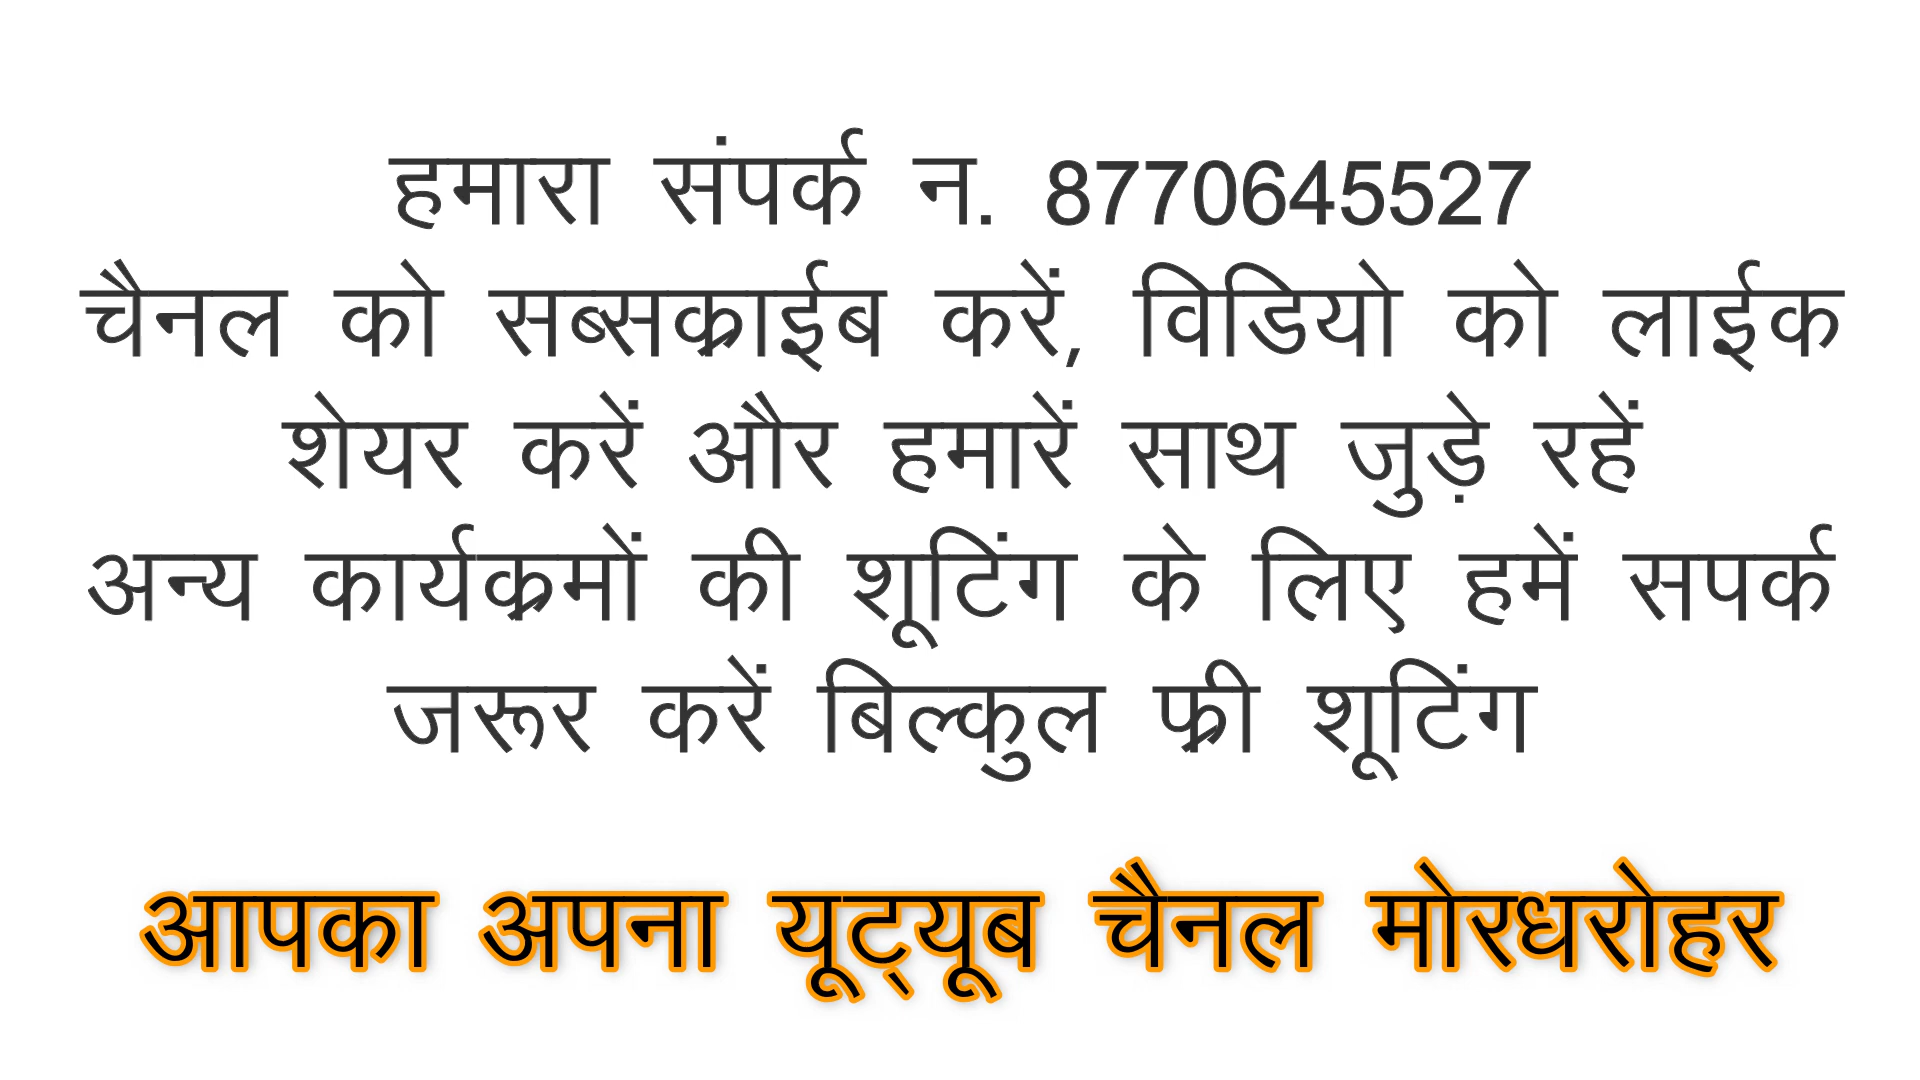 हमारा संपर्क न. 8770645527
चैनल को सब्सक्राईब करें, विडियो को लाईक
शेयर करें और हमारें साथ जुड़े रहें
अन्य कार्यक्रमों की शूटिंग के लिए हमें सपर्क
जरूर करें बिल्कुल फ्री शूटिंग
आपका अपना यूट्यूब चैनल मोरधरोहर